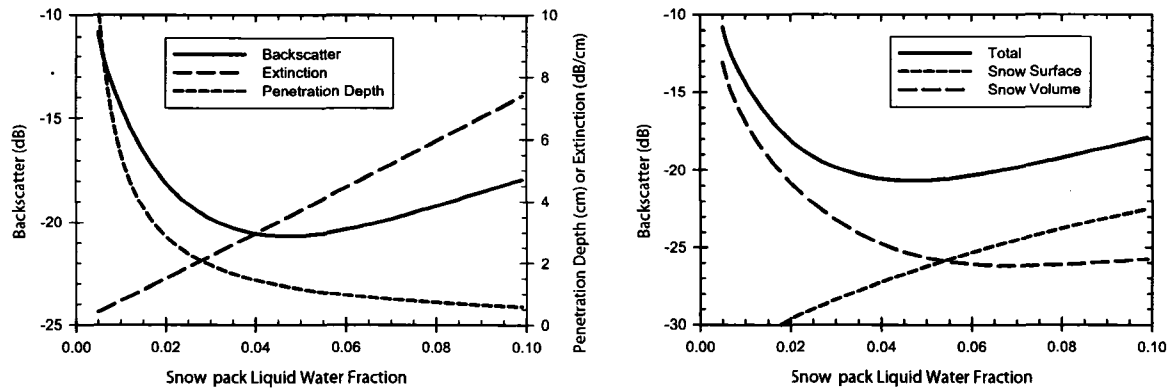 -10
-15
-20
-25
Backscatter (dB)
Backscatter
Extinction
Penetration Depth
10
8
6
4
2
0
Penetration Depth (cm) or Extinction (dB/cm)
0.00 0.02 0.04 0.06 0.08 0.10
Snow pack Liquid Water Fraction
-10
-15
-20
-25
-30
Backscatter (dB)
Total
Snow Surface
Snow Volume
0.00 0.02 0.04 0.06 0.08 0.10
Snow pack Liquid Water Fraction